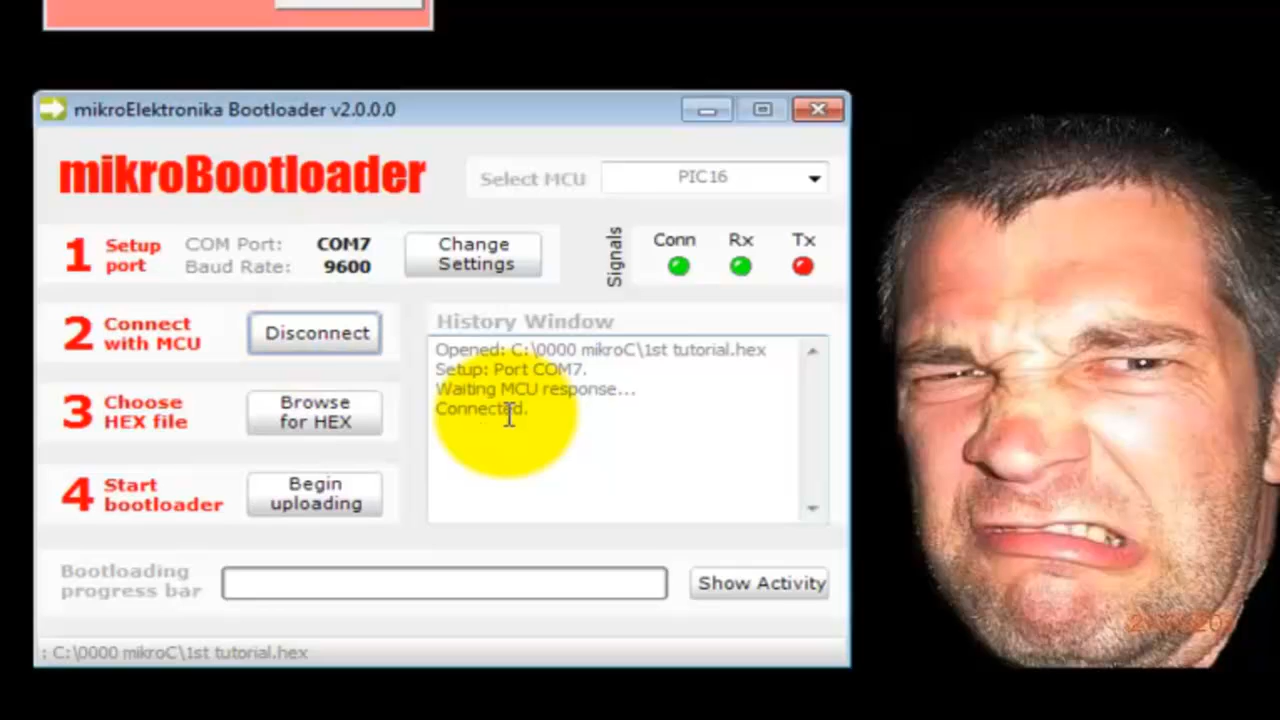 mikroElektronika Bootloader v2.0.0.0
mikroBootloader
Select MCU PIC16
1 Setup port
COM Port: COM7
Baud Rate: 9600
Change Settings
Signals
Conn Rx Tx
2 Connect with MCU
Disconnect
History Window
Opened: C:\0000 mikroC\1st tutorial.hex
Setup: Port COM7.
Waiting MCU response...
Connected.
3 Choose HEX file
Browse for HEX
4 Start bootloader
Begin uploading
Bootloading progress bar
Show Activity
: C:\0000 mikroC\1st tutorial.hex